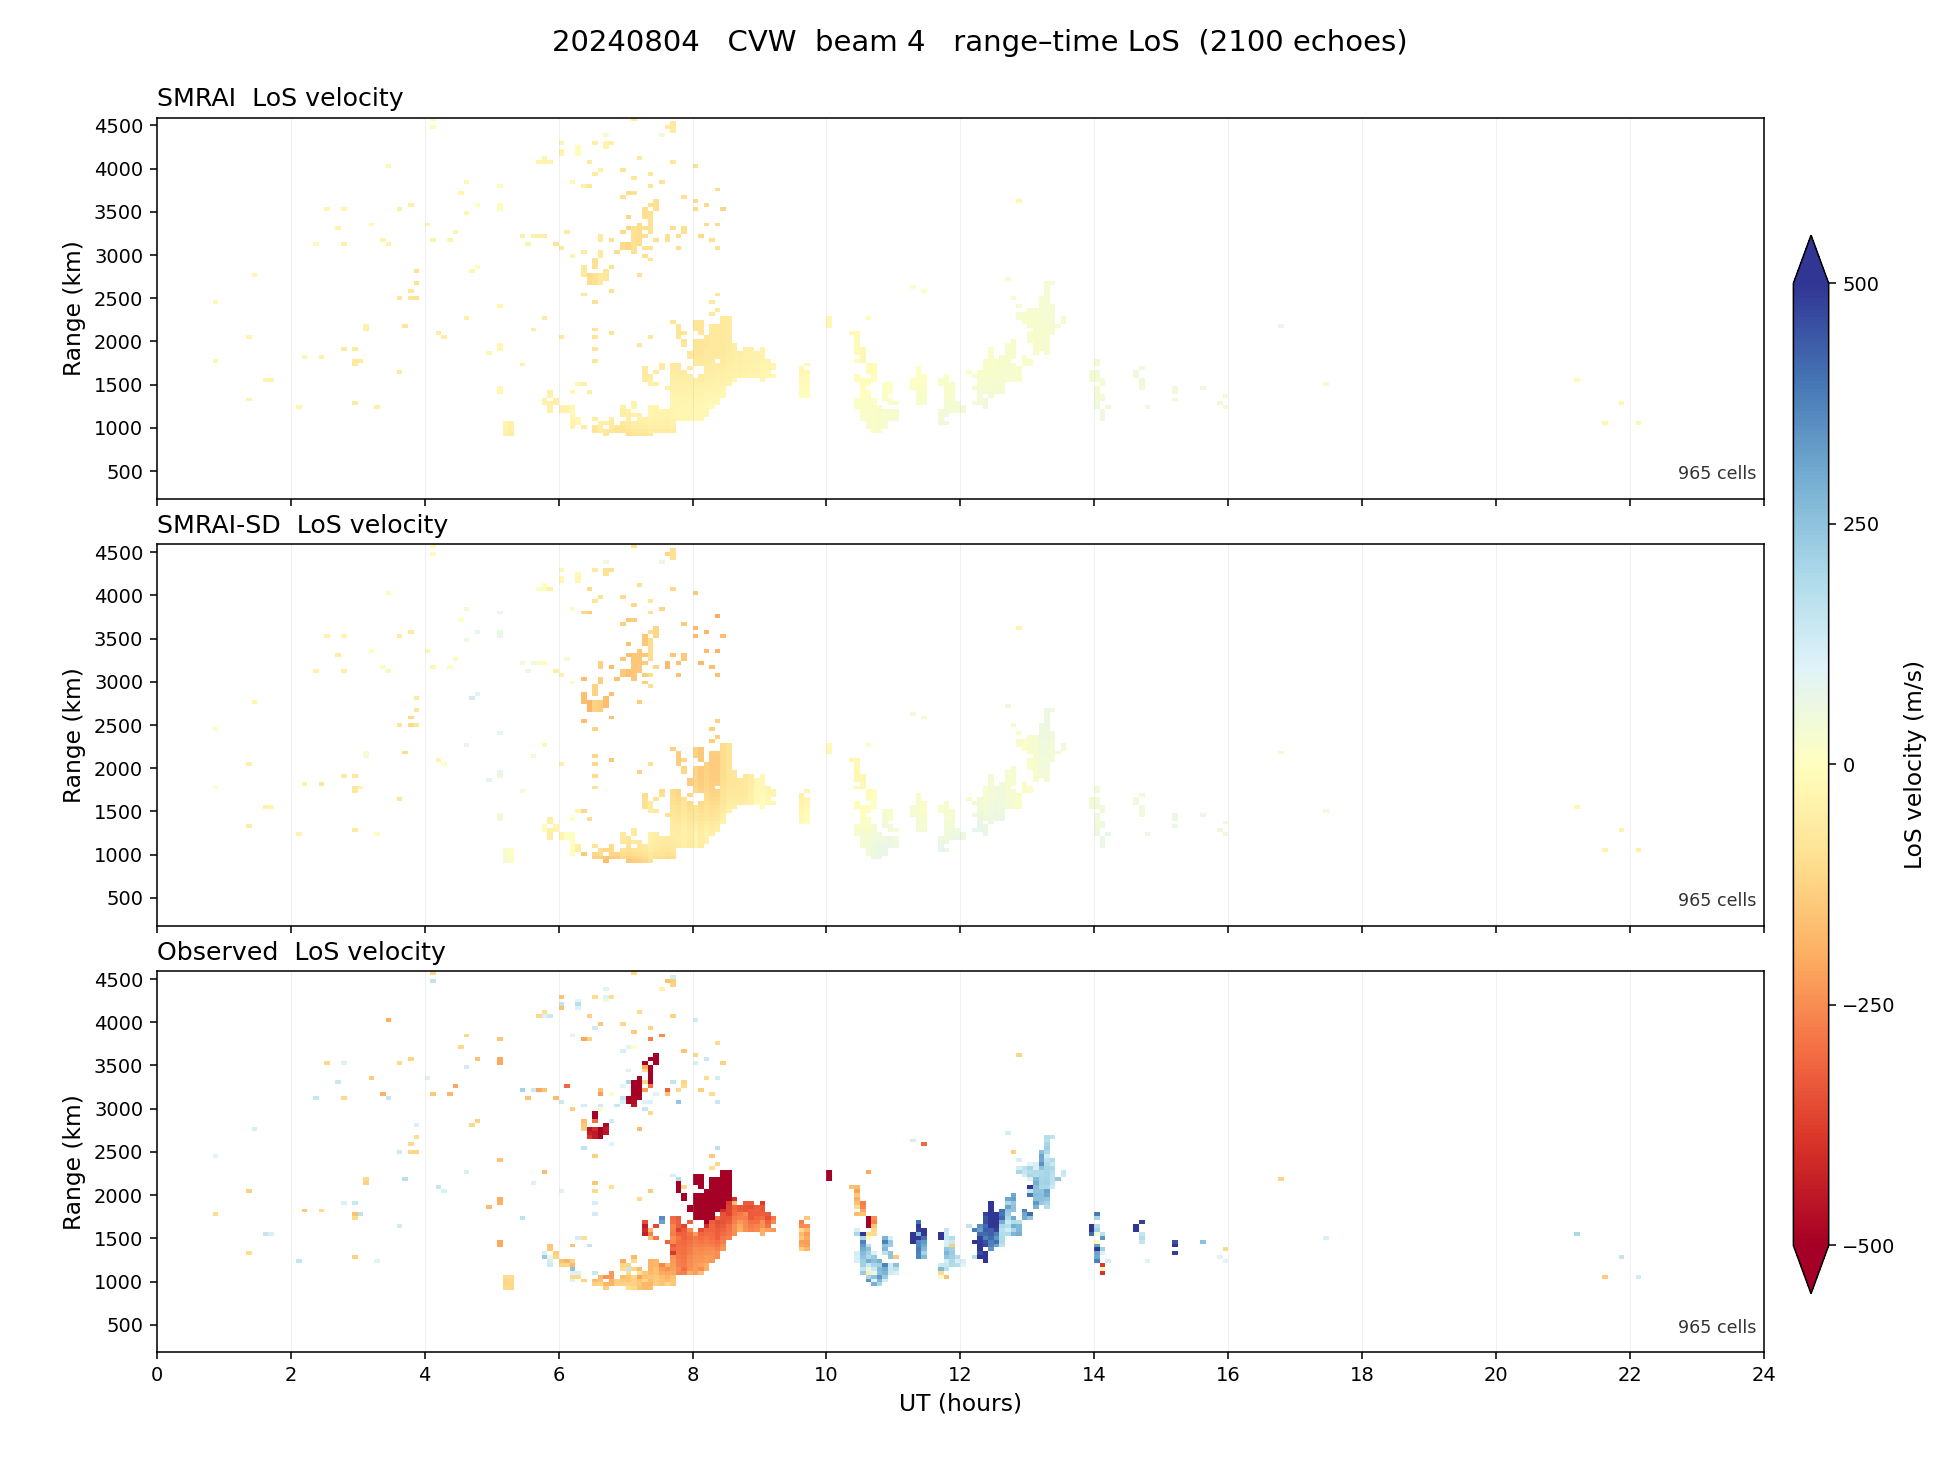 20240804   CVW  beam 4   range–time LoS  (2100 echoes)
SMRAI  LoS velocity
4500
4000
3500
3000
2500
2000
1500
1000
500
Range (km)
965 cells
SMRAI-SD  LoS velocity
4500
4000
3500
3000
2500
2000
1500
1000
500
Range (km)
965 cells
Observed  LoS velocity
4500
4000
3500
3000
2500
2000
1500
1000
500
Range (km)
965 cells
0 2 4 6 8 10 12 14 16 18 20 22 24
UT (hours)
500
250
0
−250
−500
LoS velocity (m/s)